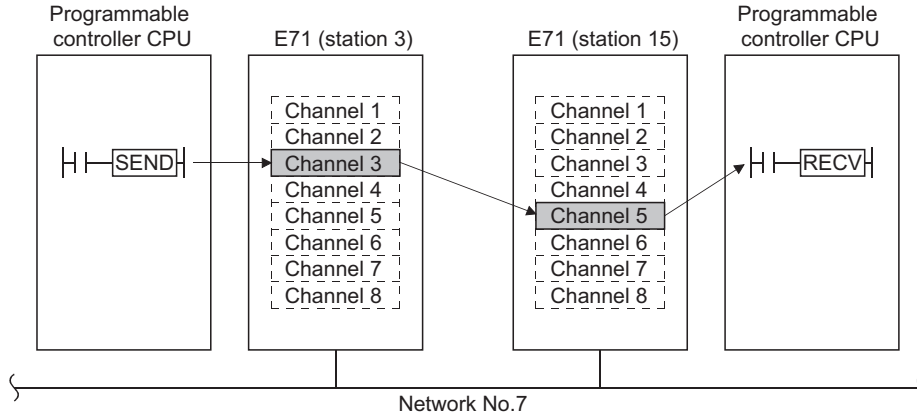 Programmable
controller CPU
E71 (station 3)
E71 (station 15)
Programmable
controller CPU
SEND
Channel 1
Channel 2
Channel 3
Channel 4
Channel 5
Channel 6
Channel 7
Channel 8
Channel 1
Channel 2
Channel 3
Channel 4
Channel 5
Channel 6
Channel 7
Channel 8
RECV
Network No.7